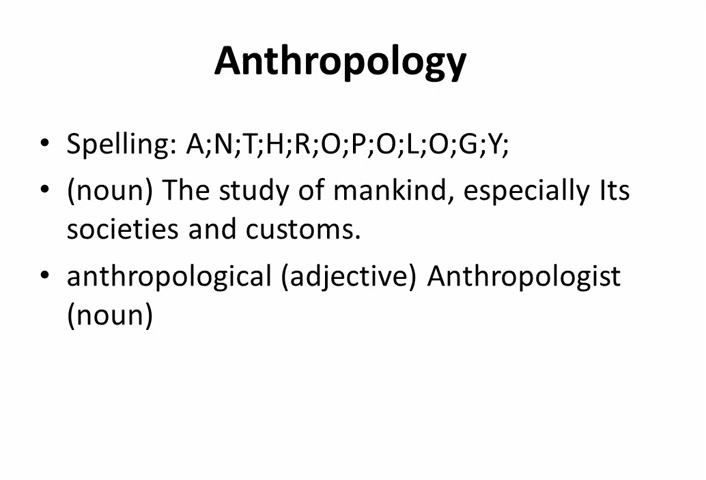 Anthropology
• Spelling: A;N;T;H;R;O;P;O;L;O;G;Y;
• (noun) The study of mankind, especially Its
societies and customs.
• anthropological (adjective) Anthropologist
(noun)